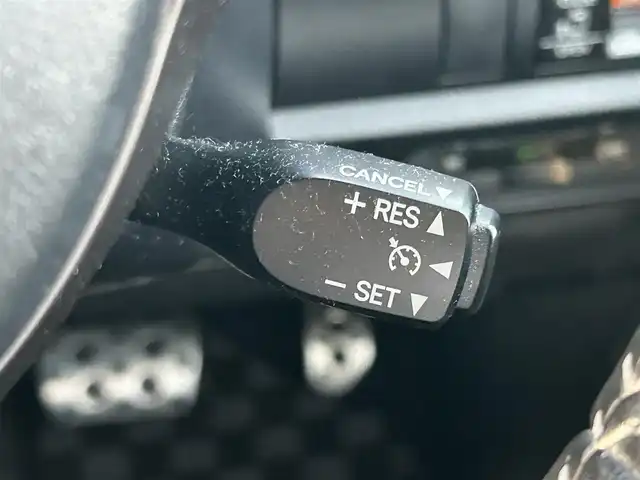 CANCEL ▼
+ RES ▲
◀
− SET ▼